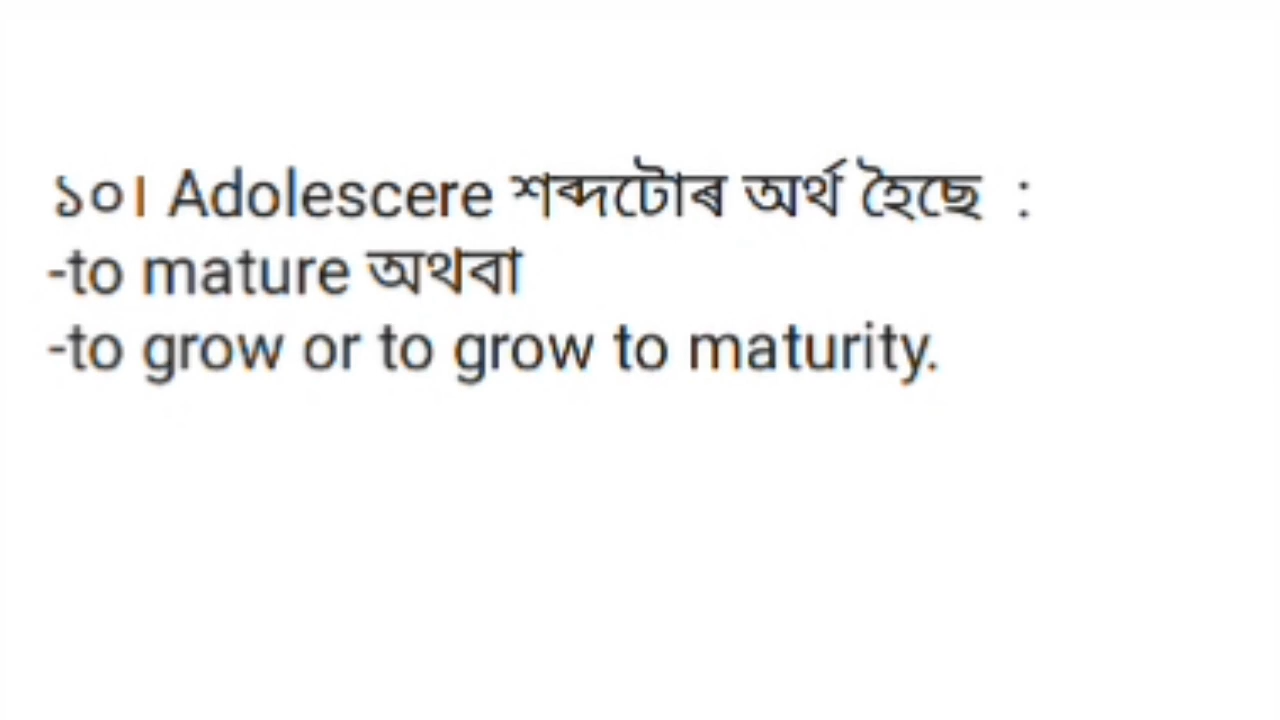 ১০। Adolescere শব্দটোৰ অৰ্থ হৈছে :
-to mature অথবা
-to grow or to grow to maturity.